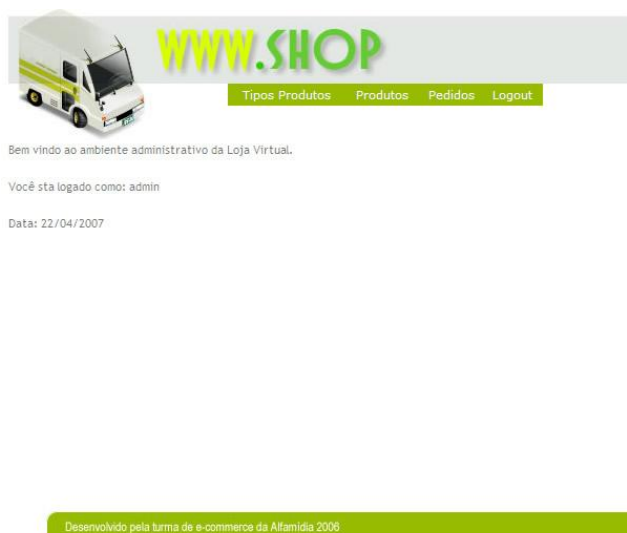 WWW.SHOP
Tipos Produtos Produtos Pedidos Logout
Bem vindo ao ambiente administrativo da Loja Virtual.
Você sta logado como: admin
Data: 22/04/2007
Desenvolvido pela turma de e-commerce da Alfamídia 2006